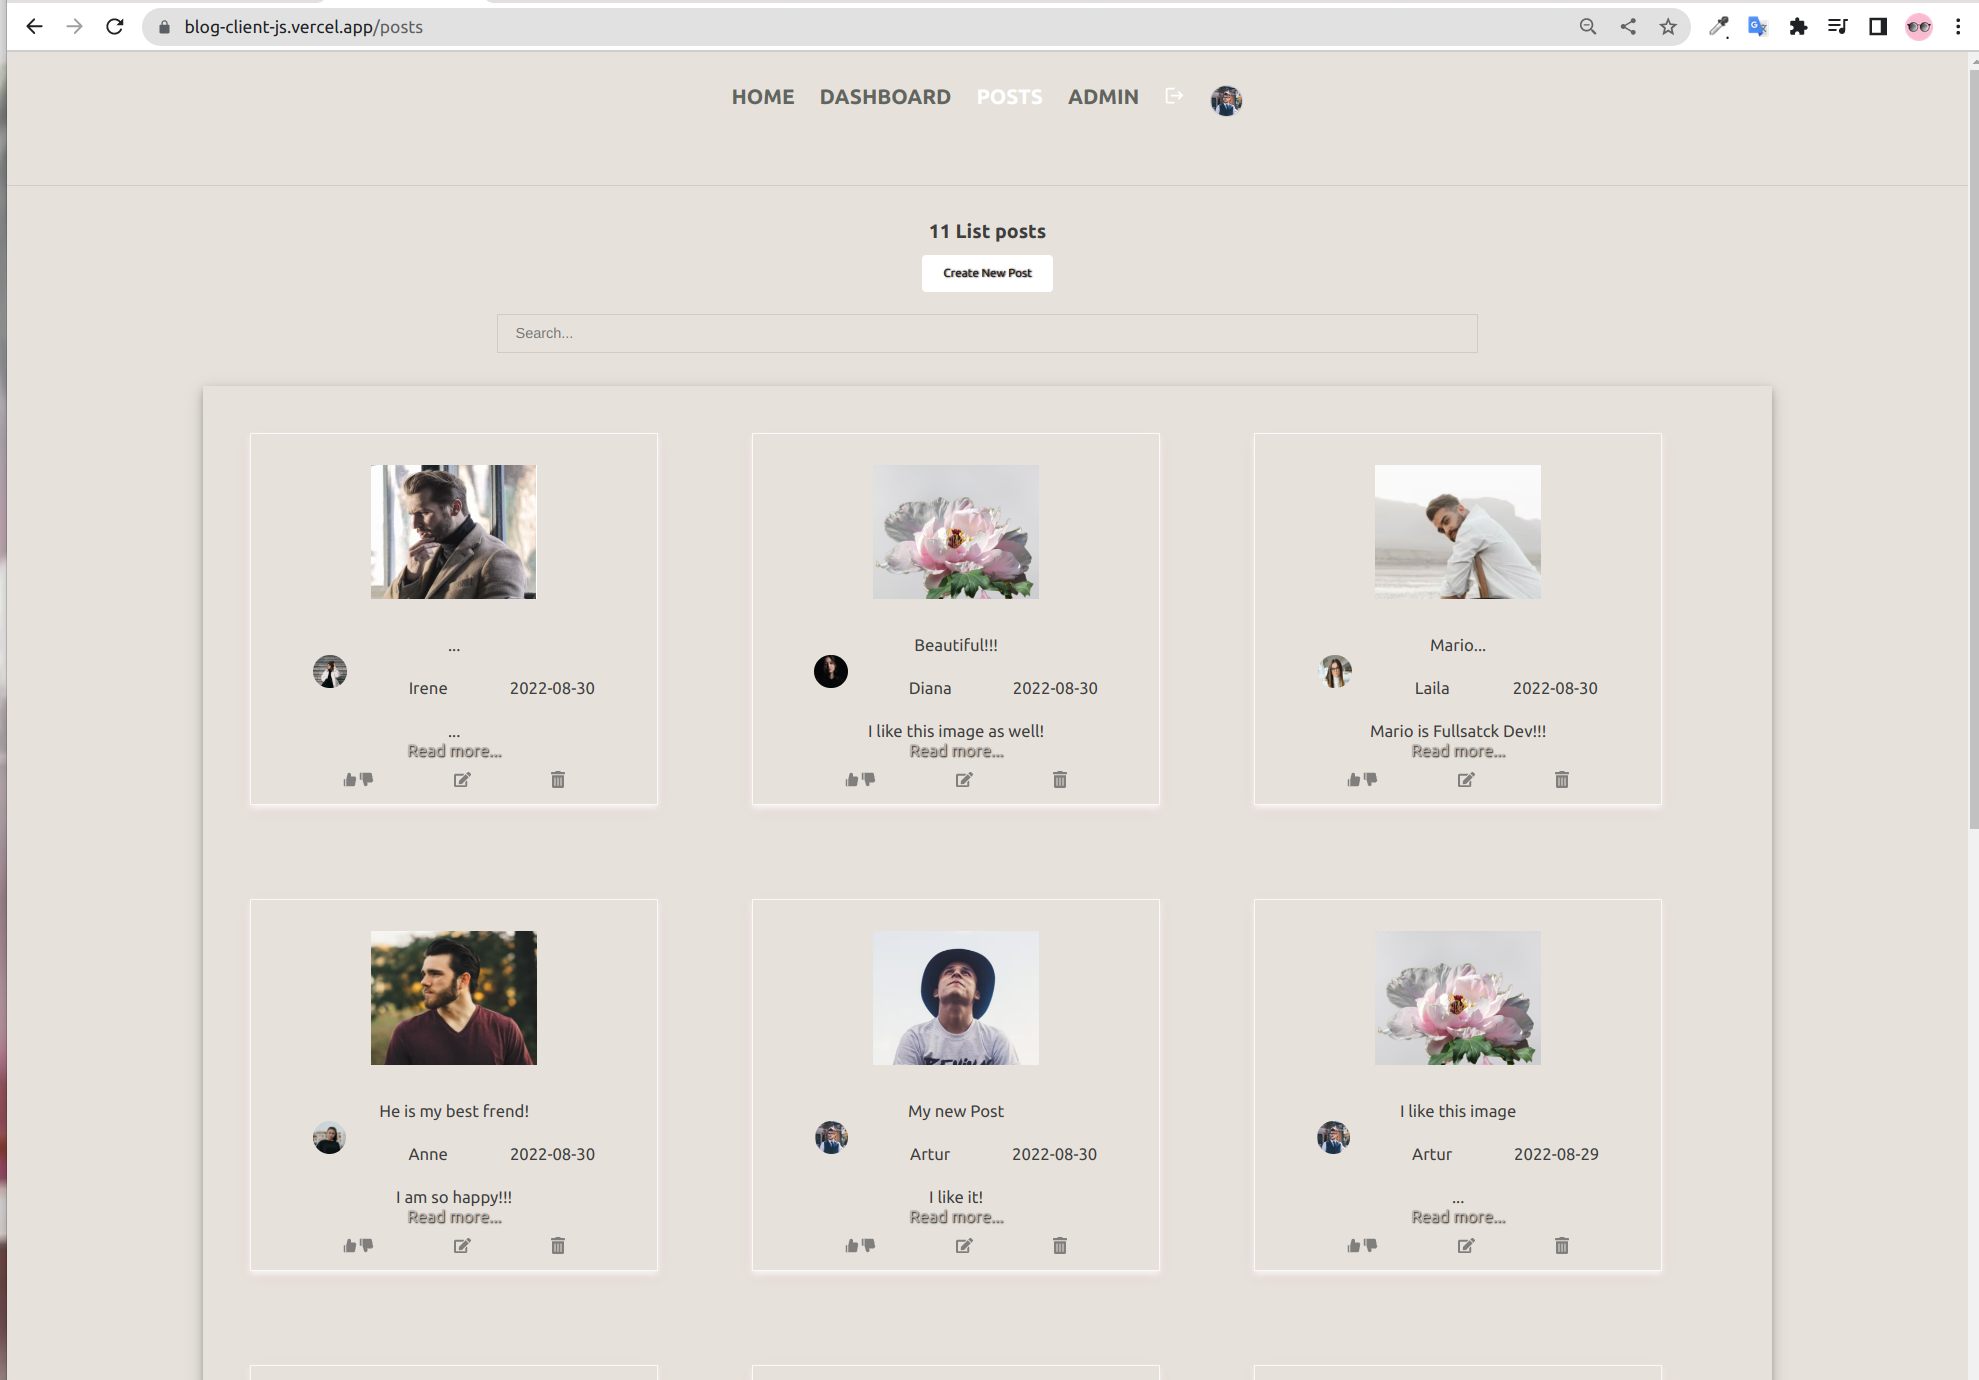 blog-client-js.vercel.app/posts
HOME DASHBOARD POSTS ADMIN
11 List posts
Create New Post
Search...
...
Irene 2022-08-30
...
Read more...
Beautiful!!!
Diana 2022-08-30
I like this image as well!
Read more...
Mario...
Laila 2022-08-30
Mario is Fullsatck Dev!!!
Read more...
He is my best frend!
Anne 2022-08-30
I am so happy!!!
Read more...
My new Post
Artur 2022-08-30
I like it!
Read more...
I like this image
Artur 2022-08-29
...
Read more...